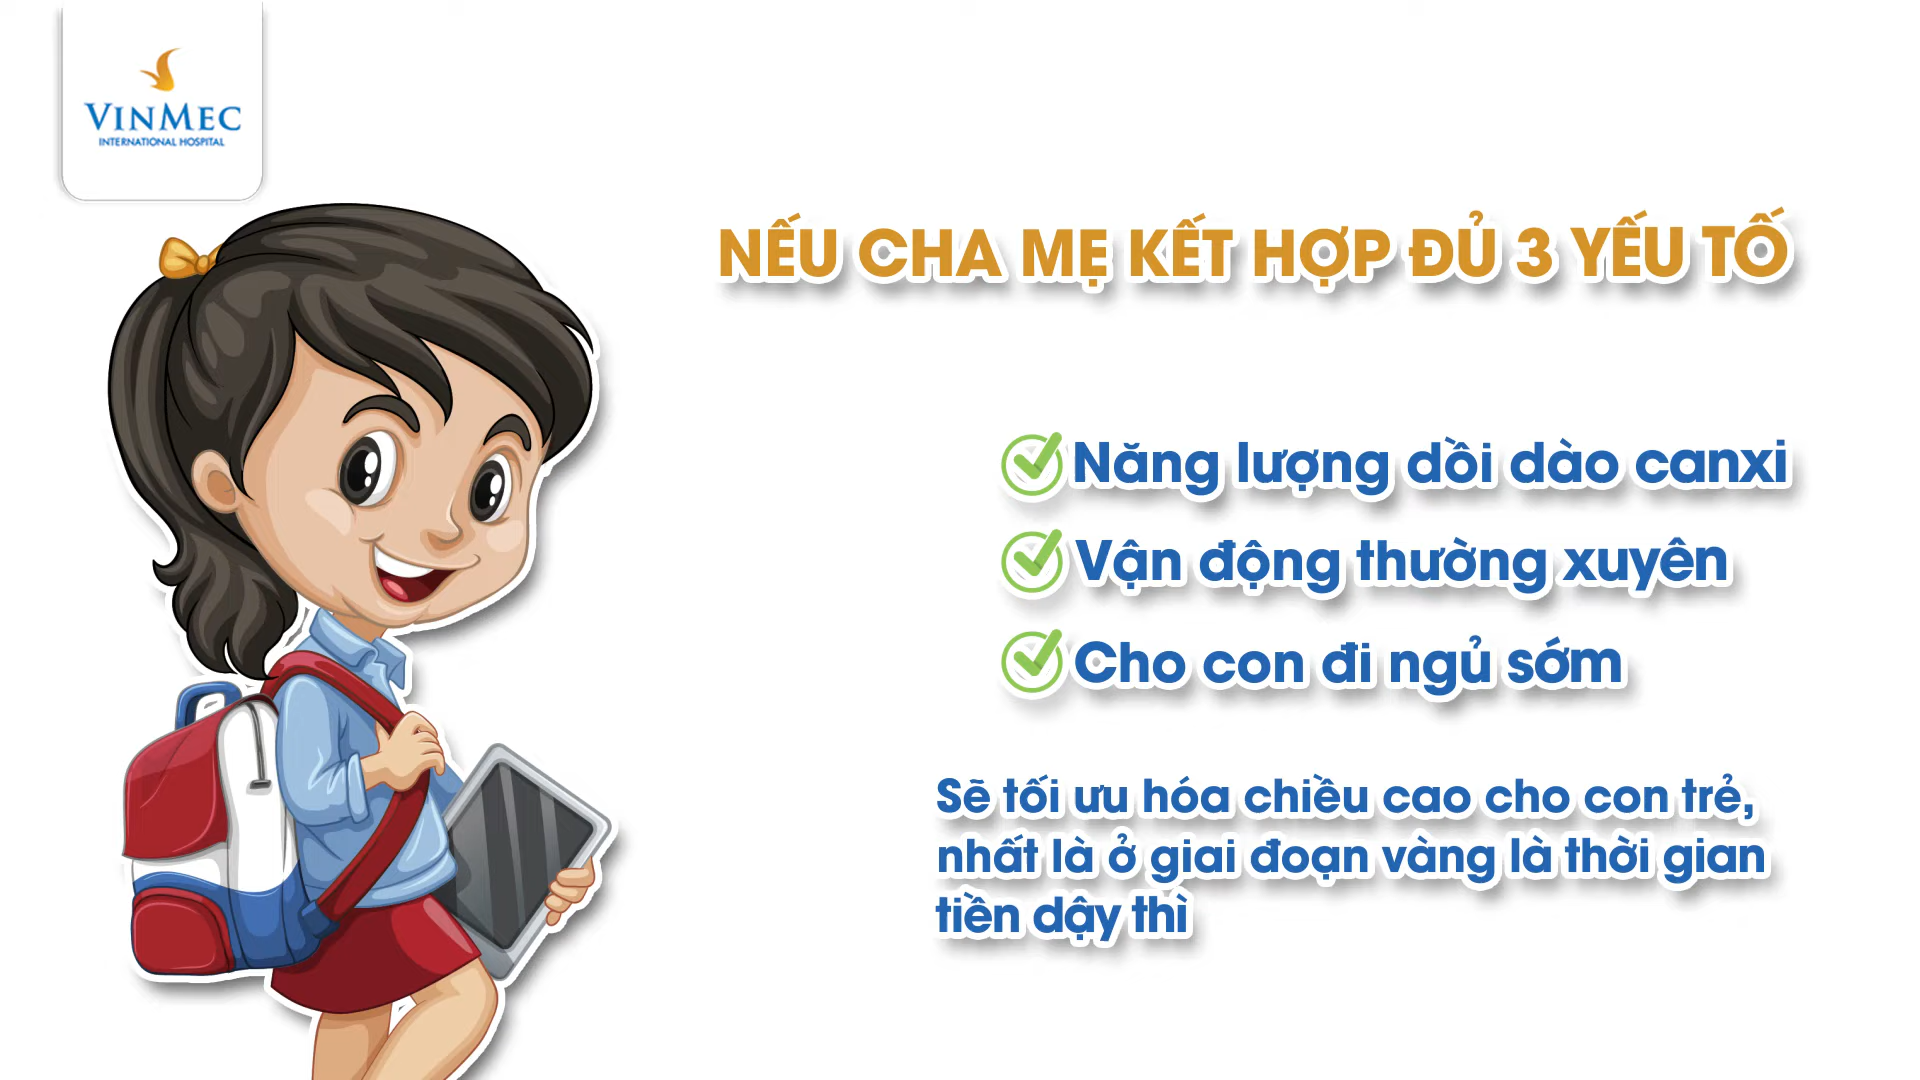 VINMEC
INTERNATIONAL HOSPITAL
NẾU CHA MẸ KẾT HỢP ĐỦ 3 YẾU TỐ
Năng lượng dồi dào canxi
Vận động thường xuyên
Cho con đi ngủ sớm
Sẽ tối ưu hóa chiều cao cho con trẻ,
nhất là ở giai đoạn vàng là thời gian
tiền dậy thì